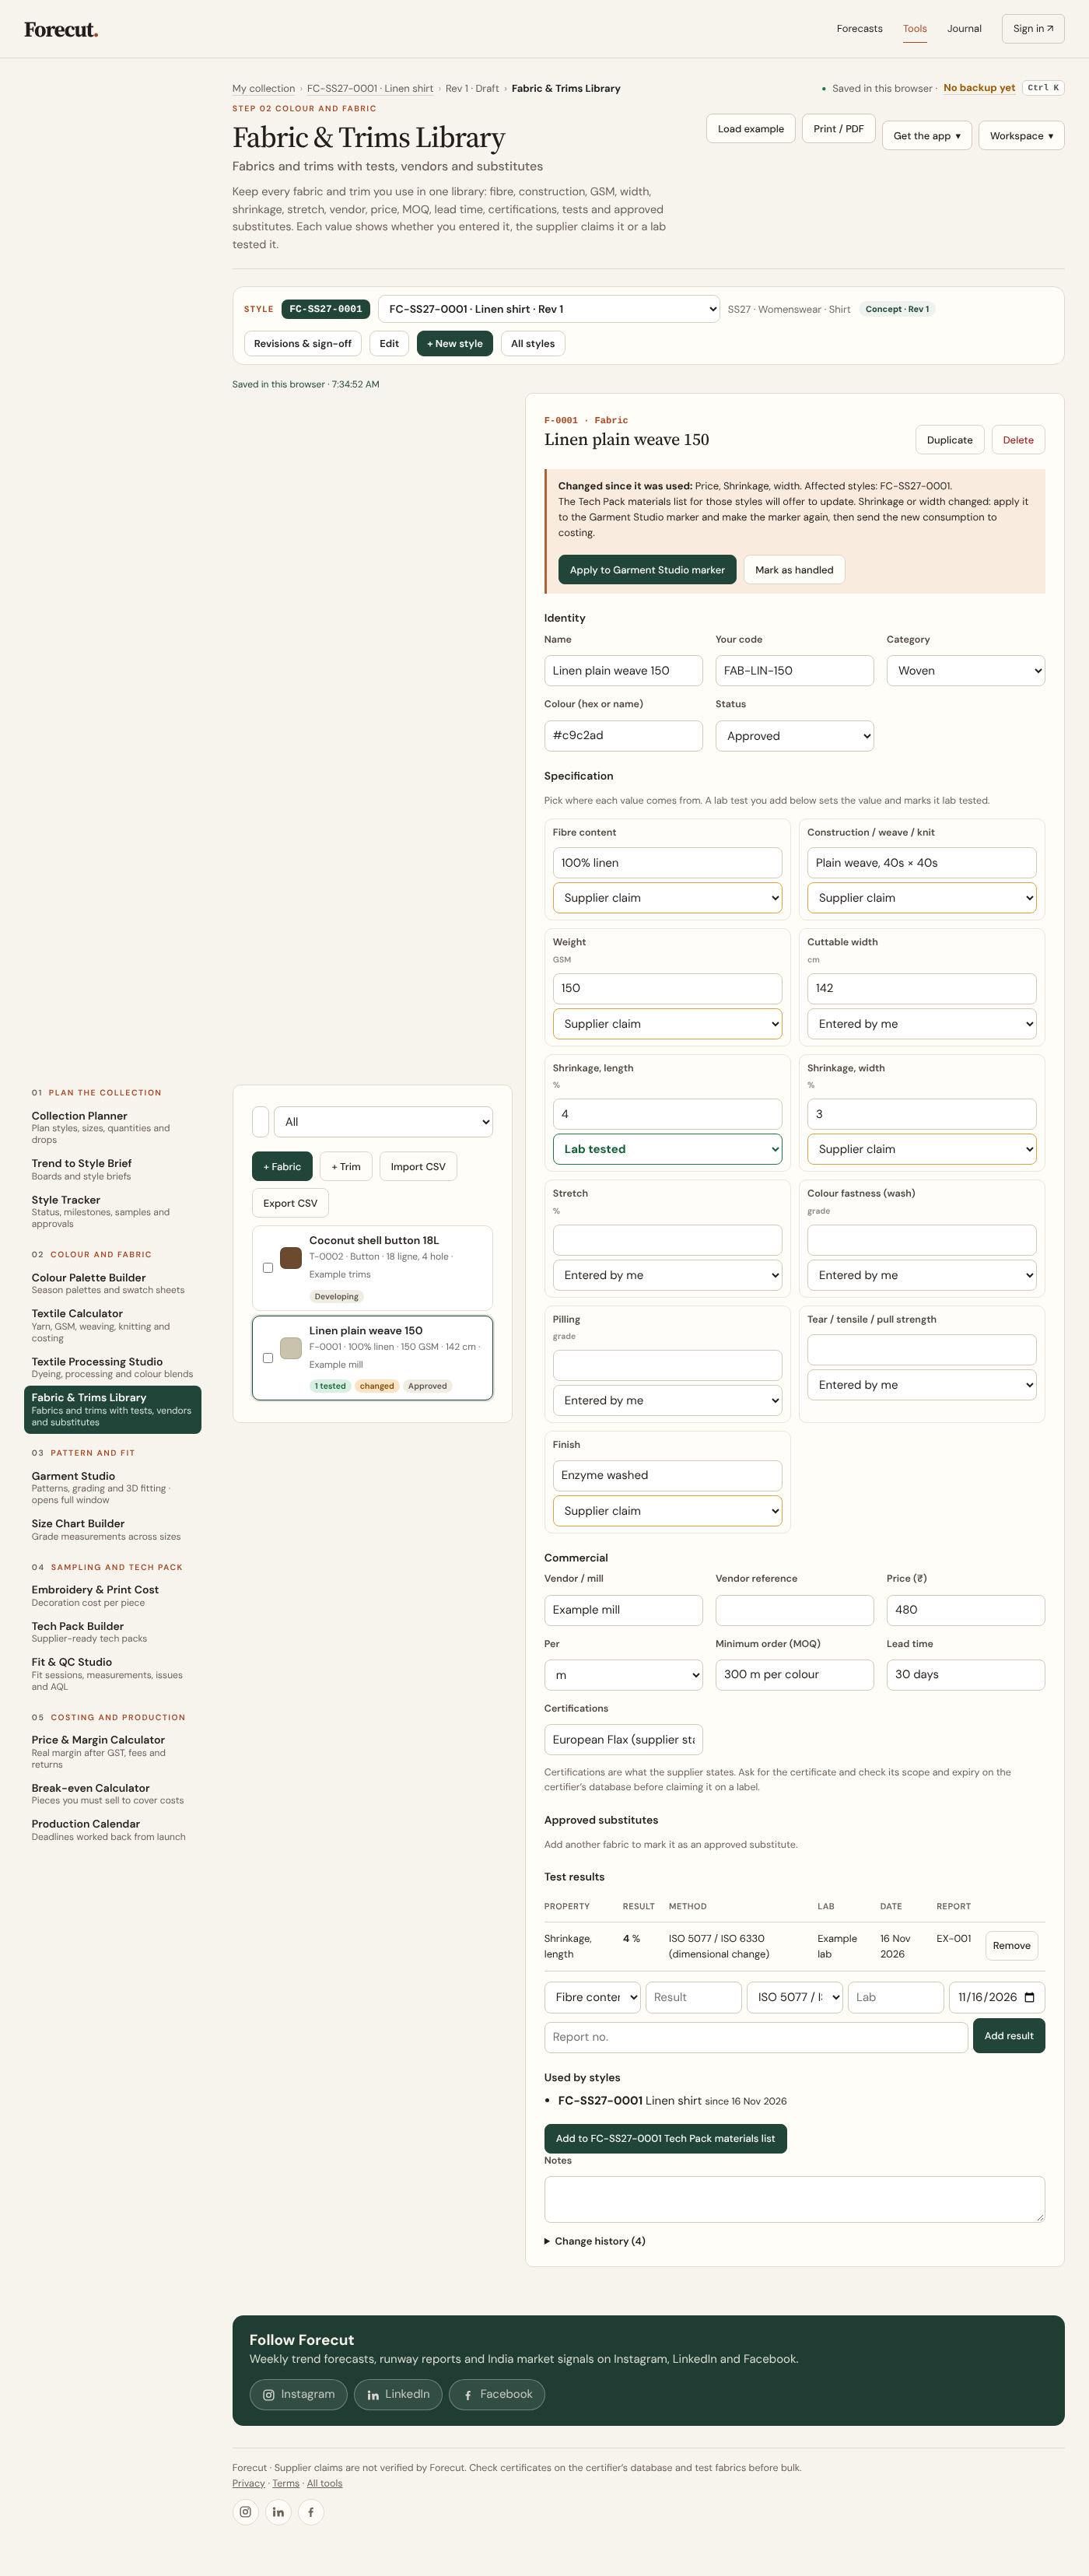 Forecut.
Forecasts
Tools
Journal
Sign in ↗
My collection › FC-SS27-0001 · Linen shirt › Rev 1 · Draft › Fabric & Trims Library
• Saved in this browser · No backup yet Ctrl K
STEP 02 COLOUR AND FABRIC
Fabric & Trims Library
Fabrics and trims with tests, vendors and substitutes
Keep every fabric and trim you use in one library: fibre, construction, GSM, width,
shrinkage, stretch, vendor, price, MOQ, lead time, certifications, tests and approved
substitutes. Each value shows whether you entered it, the supplier claims it or a lab
tested it.
Load example
Print / PDF
Get the app ▾
Workspace ▾
STYLE FC-SS27-0001 FC-SS27-0001 · Linen shirt · Rev 1 SS27 · Womenswear · Shirt Concept · Rev 1
Revisions & sign-off
Edit
+ New style
All styles
Saved in this browser · 7:34:52 AM
01 PLAN THE COLLECTION
Collection Planner
Plan styles, sizes, quantities and
drops
Trend to Style Brief
Boards and style briefs
Style Tracker
Status, milestones, samples and
approvals
02 COLOUR AND FABRIC
Colour Palette Builder
Season palettes and swatch sheets
Textile Calculator
Yarn, GSM, weaving, knitting and
costing
Textile Processing Studio
Dyeing, processing and colour blends
Fabric & Trims Library
Fabrics and trims with tests, vendors
and substitutes
03 PATTERN AND FIT
Garment Studio
Patterns, grading and 3D fitting ·
opens full window
Size Chart Builder
Grade measurements across sizes
04 SAMPLING AND TECH PACK
Embroidery & Print Cost
Decoration cost per piece
Tech Pack Builder
Supplier-ready tech packs
Fit & QC Studio
Fit sessions, measurements, issues
and AQL
05 COSTING AND PRODUCTION
Price & Margin Calculator
Real margin after GST, fees and
returns
Break-even Calculator
Pieces you must sell to cover costs
Production Calendar
Deadlines worked back from launch
All
+ Fabric
+ Trim
Import CSV
Export CSV
Coconut shell button 18L
T-0002 · Button · 18 ligne, 4 hole ·
Example trims
Developing
Linen plain weave 150
F-0001 · 100% linen · 150 GSM · 142 cm ·
Example mill
1 tested changed Approved
F-0001 · Fabric
Linen plain weave 150
Duplicate
Delete
Changed since it was used: Price, Shrinkage, width. Affected styles: FC-SS27-0001.
The Tech Pack materials list for those styles will offer to update. Shrinkage or width changed: apply it
to the Garment Studio marker and make the marker again, then send the new consumption to
costing.
Apply to Garment Studio marker
Mark as handled
Identity
Name
Your code
Category
Linen plain weave 150
FAB-LIN-150
Woven
Colour (hex or name)
Status
#c9c2ad
Approved
Specification
Pick where each value comes from. A lab test you add below sets the value and marks it lab tested.
Fibre content
100% linen
Supplier claim
Construction / weave / knit
Plain weave, 40s × 40s
Supplier claim
Weight
GSM
150
Supplier claim
Cuttable width
cm
142
Entered by me
Shrinkage, length
%
4
Lab tested
Shrinkage, width
%
3
Supplier claim
Stretch
%
Entered by me
Colour fastness (wash)
grade
Entered by me
Pilling
grade
Entered by me
Tear / tensile / pull strength
Entered by me
Finish
Enzyme washed
Supplier claim
Commercial
Vendor / mill
Vendor reference
Price (₹)
Example mill
480
Per
Minimum order (MOQ)
Lead time
m
300 m per colour
30 days
Certifications
European Flax (supplier sta
Certifications are what the supplier states. Ask for the certificate and check its scope and expiry on the
certifier's database before claiming it on a label.
Approved substitutes
Add another fabric to mark it as an approved substitute.
Test results
PROPERTY RESULT METHOD LAB DATE REPORT
Shrinkage, length 4 % ISO 5077 / ISO 6330 (dimensional change) Example lab 16 Nov 2026 EX-001 Remove
Fibre conter
Result
ISO 5077 / I
Lab
11/16/2026
Report no.
Add result
Used by styles
• FC-SS27-0001 Linen shirt since 16 Nov 2026
Add to FC-SS27-0001 Tech Pack materials list
Notes
▶ Change history (4)
Follow Forecut
Weekly trend forecasts, runway reports and India market signals on Instagram, LinkedIn and Facebook.
Instagram
LinkedIn
Facebook
Forecut · Supplier claims are not verified by Forecut. Check certificates on the certifier's database and test fabrics before bulk.
Privacy · Terms · All tools